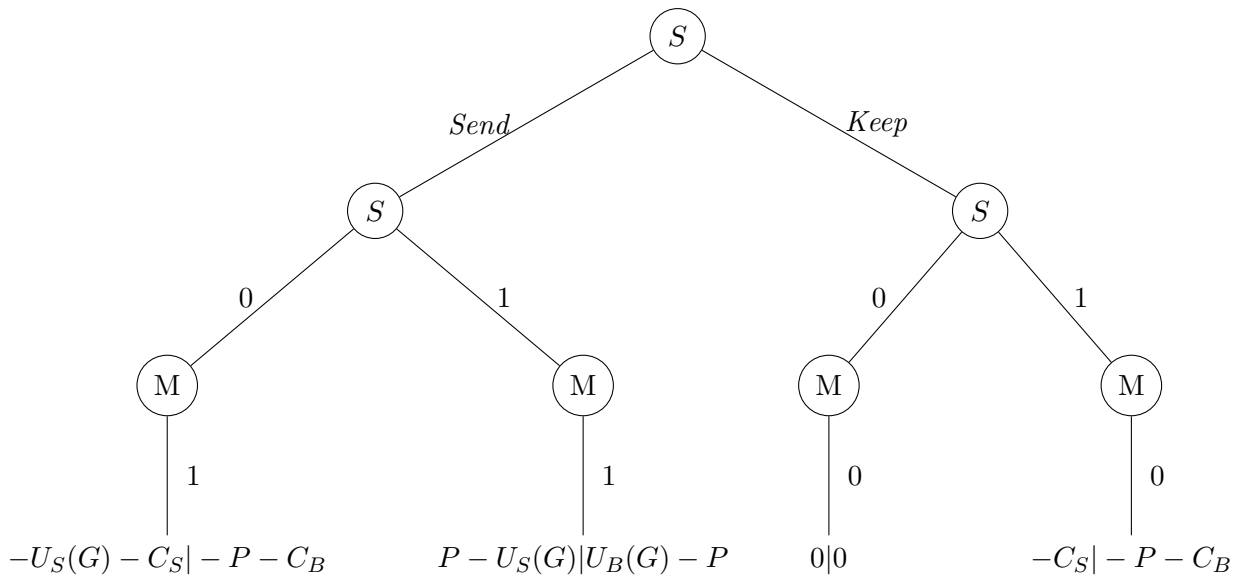 S
Send
Keep
S
S
0
1
0
1
M
M
M
M
1
1
0
0
−U_S(G) − C_S| − P − C_B
P − U_S(G)|U_B(G) − P
0|0
−C_S| − P − C_B